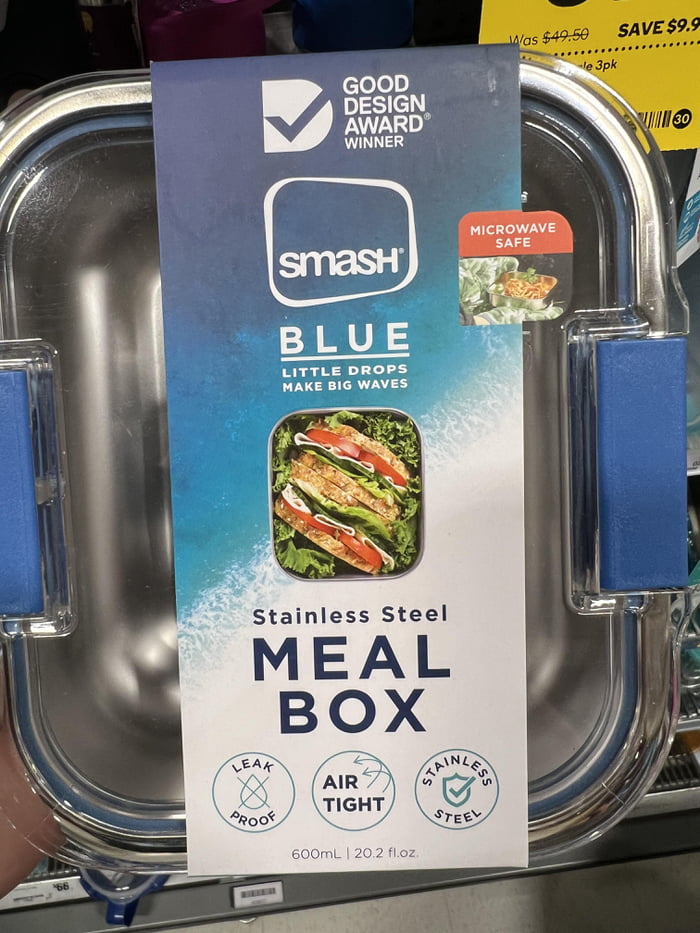 Was $49.50 SAVE $9.9
le 3pk
30
GOOD
DESIGN
AWARD®
WINNER
smasH®
MICROWAVE
SAFE
BLUE
LITTLE DROPS
MAKE BIG WAVES
Stainless Steel
MEAL
BOX
LEAK
PROOF
AIR
TIGHT
STAINLESS
STEEL
600mL | 20.2 fl.oz.